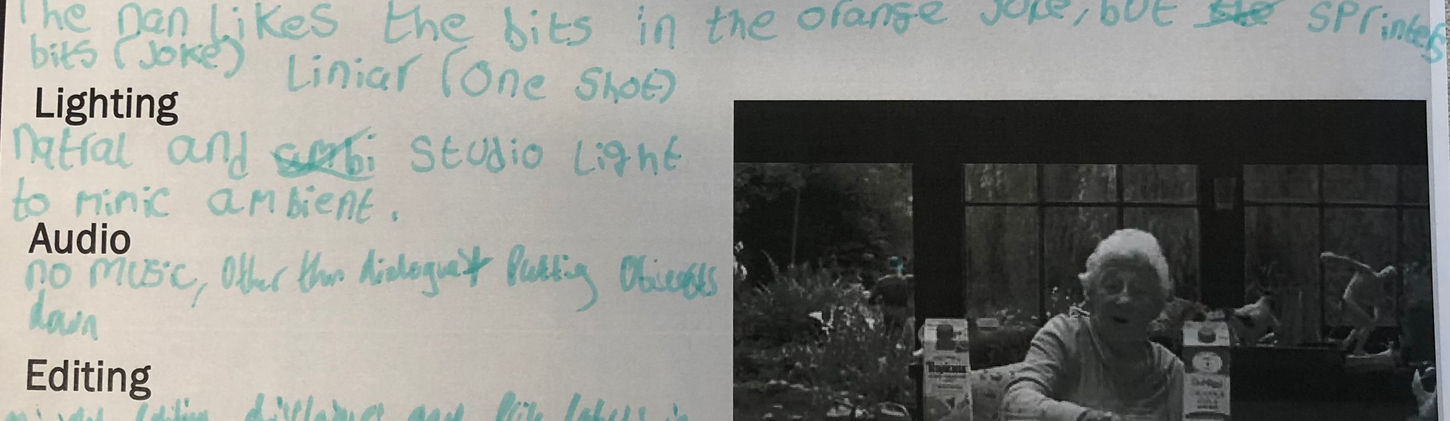 The nan Likes the bits in the orange joke, but sprinkles
bits (joke) Liniar (one shot)
Lighting
natral and ambi studio light
to mimic ambient.
Audio
no music, other than dialogue + putting objects
down
Editing
Tropicana